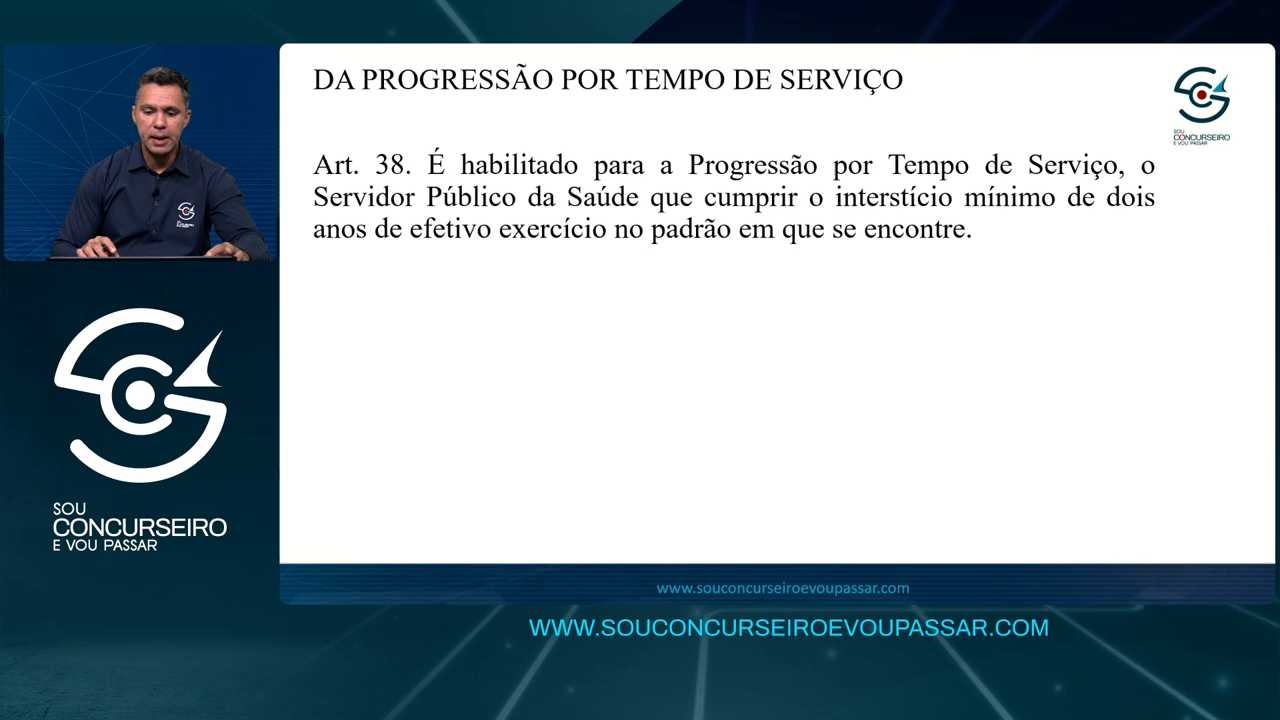 DA PROGRESSÃO POR TEMPO DE SERVIÇO
SOU
CONCURSEIRO
E VOU PASSAR
Art. 38. É habilitado para a Progressão por Tempo de Serviço, o
Servidor Público da Saúde que cumprir o interstício mínimo de dois
anos de efetivo exercício no padrão em que se encontre.
SOU
CONCURSEIRO
E VOU PASSAR
www.souconcurseiroevoupassar.com
WWW.SOUCONCURSEIROEVOUPASSAR.COM